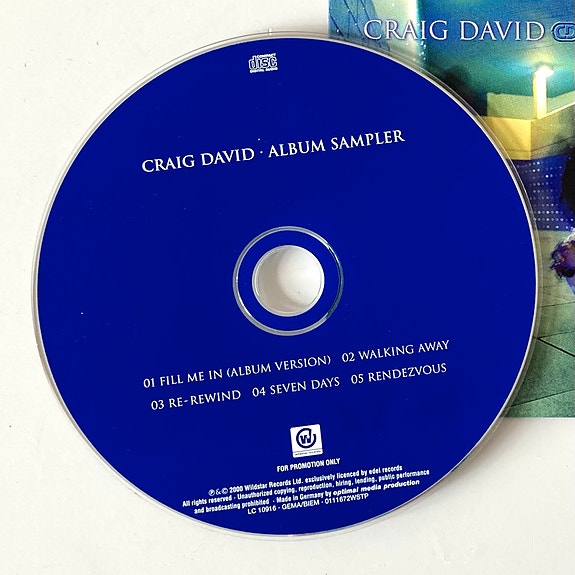 CRAIG DAVID
COMPACT
disc
DIGITAL AUDIO
CRAIG DAVID · ALBUM SAMPLER
01 FILL ME IN (ALBUM VERSION) 02 WALKING AWAY
03 RE-REWIND 04 SEVEN DAYS 05 RENDEZVOUS
FOR PROMOTION ONLY
℗ & © 2000 Wildstar Records Ltd. exclusively licenced by edel records
All rights reserved · Unauthorized copying, reproduction, hiring, lending, public performance
and broadcasting prohibited · Made in Germany by optimal media production
LC 10916 · GEMA/BIEM · 0111672WSTP